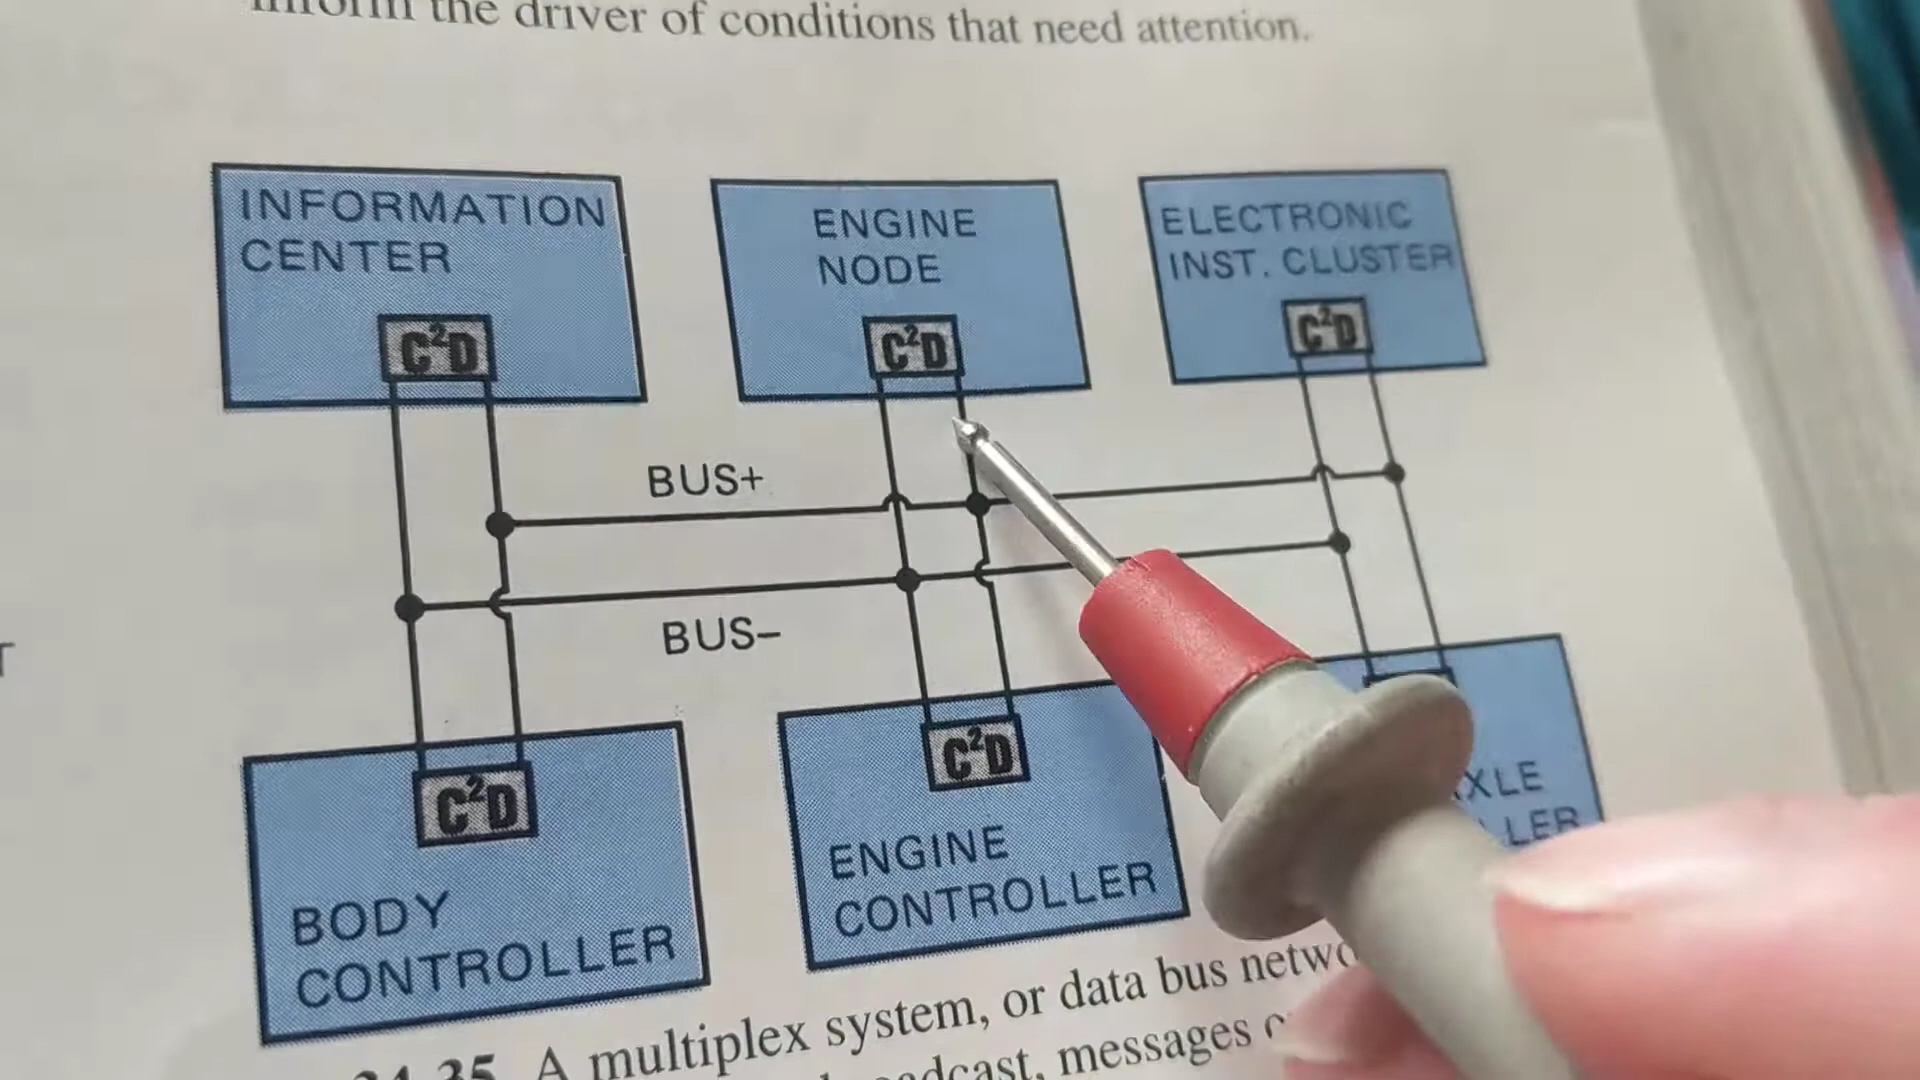 inform the driver of conditions that need attention.
INFORMATION
CENTER
C²D
ENGINE
NODE
C²D
ELECTRONIC
INST. CLUSTER
C²D
BUS+
BUS−
C²D
BODY
CONTROLLER
C²D
ENGINE
CONTROLLER
XLE
LER
A multiplex system, or data bus
messages